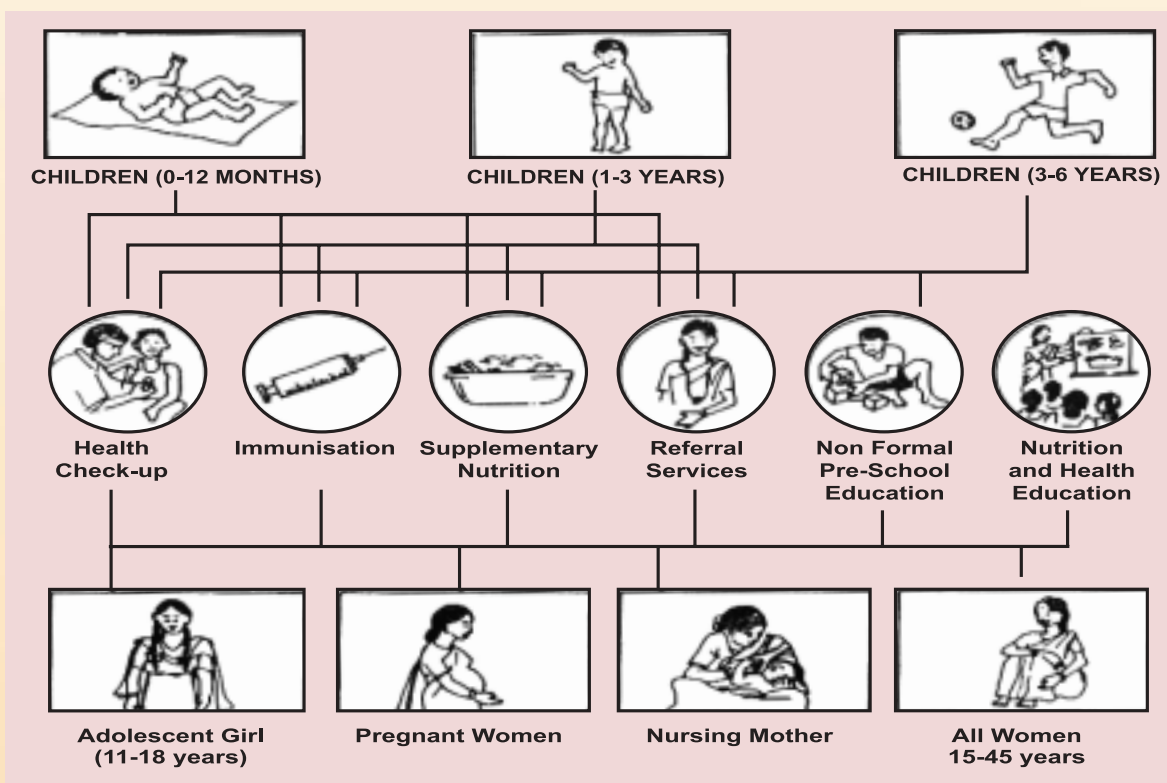 CHILDREN (0-12 MONTHS)
CHILDREN (1-3 YEARS)
CHILDREN (3-6 YEARS)
Health
Check-up
Immunisation
Supplementary
Nutrition
Referral
Services
Non Formal
Pre-School
Education
Nutrition
and Health
Education
Adolescent Girl
(11-18 years)
Pregnant Women
Nursing Mother
All Women
15-45 years